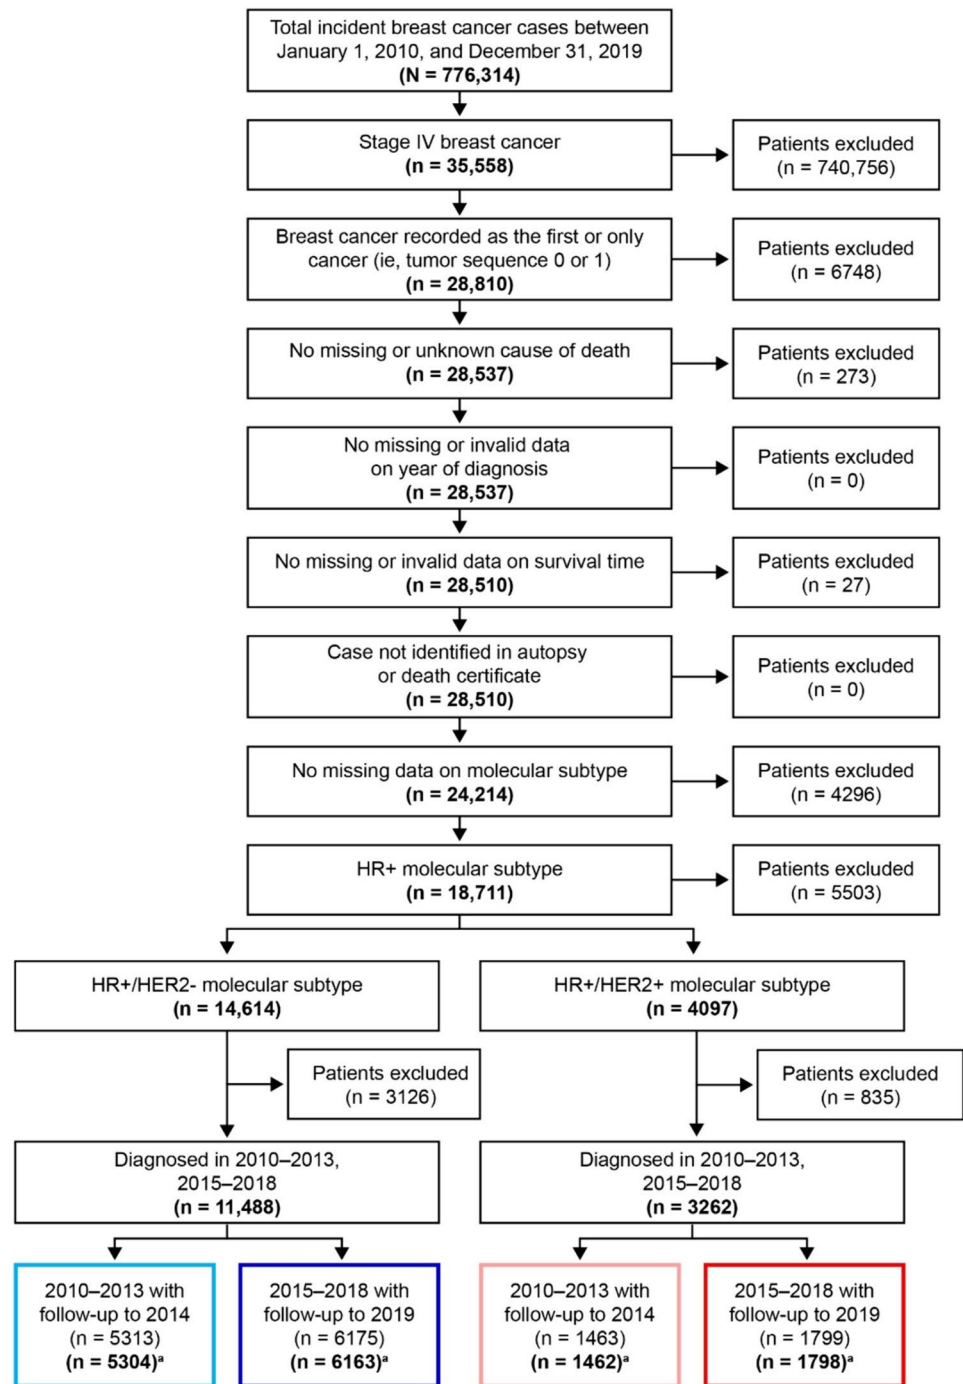 Total incident breast cancer cases between
January 1, 2010, and December 31, 2019
(N = 776,314)
Stage IV breast cancer
(n = 35,558)
Patients excluded
(n = 740,756)
Breast cancer recorded as the first or only
cancer (ie, tumor sequence 0 or 1)
(n = 28,810)
Patients excluded
(n = 6748)
No missing or unknown cause of death
(n = 28,537)
Patients excluded
(n = 273)
No missing or invalid data
on year of diagnosis
(n = 28,537)
Patients excluded
(n = 0)
No missing or invalid data on survival time
(n = 28,510)
Patients excluded
(n = 27)
Case not identified in autopsy
or death certificate
(n = 28,510)
Patients excluded
(n = 0)
No missing data on molecular subtype
(n = 24,214)
Patients excluded
(n = 4296)
HR+ molecular subtype
(n = 18,711)
Patients excluded
(n = 5503)
HR+/HER2- molecular subtype
(n = 14,614)
HR+/HER2+ molecular subtype
(n = 4097)
Patients excluded
(n = 3126)
Patients excluded
(n = 835)
Diagnosed in 2010–2013,
2015–2018
(n = 11,488)
Diagnosed in 2010–2013,
2015–2018
(n = 3262)
2010–2013 with
follow-up to 2014
(n = 5313)
(n = 5304)ᵃ
2015–2018 with
follow-up to 2019
(n = 6175)
(n = 6163)ᵃ
2010–2013 with
follow-up to 2014
(n = 1463)
(n = 1462)ᵃ
2015–2018 with
follow-up to 2019
(n = 1799)
(n = 1798)ᵃ